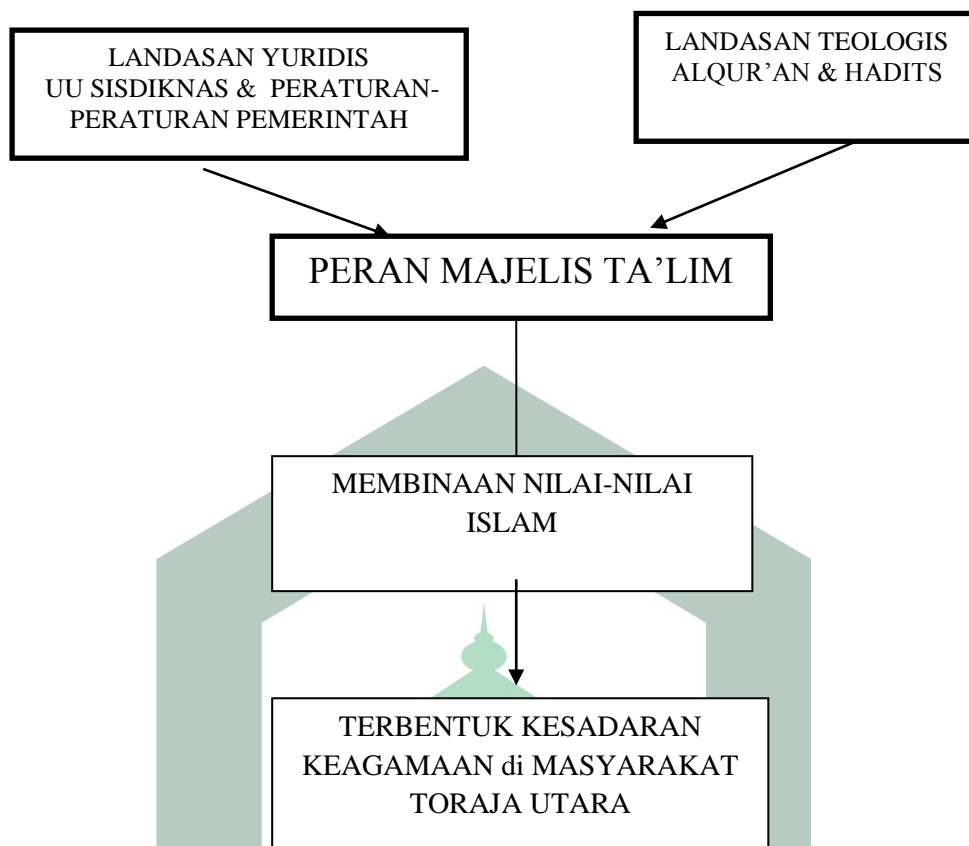 LANDASAN YURIDIS
UU SISDIKNAS & PERATURAN-
PERATURAN PEMERINTAH
LANDASAN TEOLOGIS
ALQUR’AN & HADITS
PERAN MAJELIS TA’LIM
MEMBINAAN NILAI-NILAI
ISLAM
TERBENTUK KESADARAN
KEAGAMAAN di MASYARAKAT
TORAJA UTARA